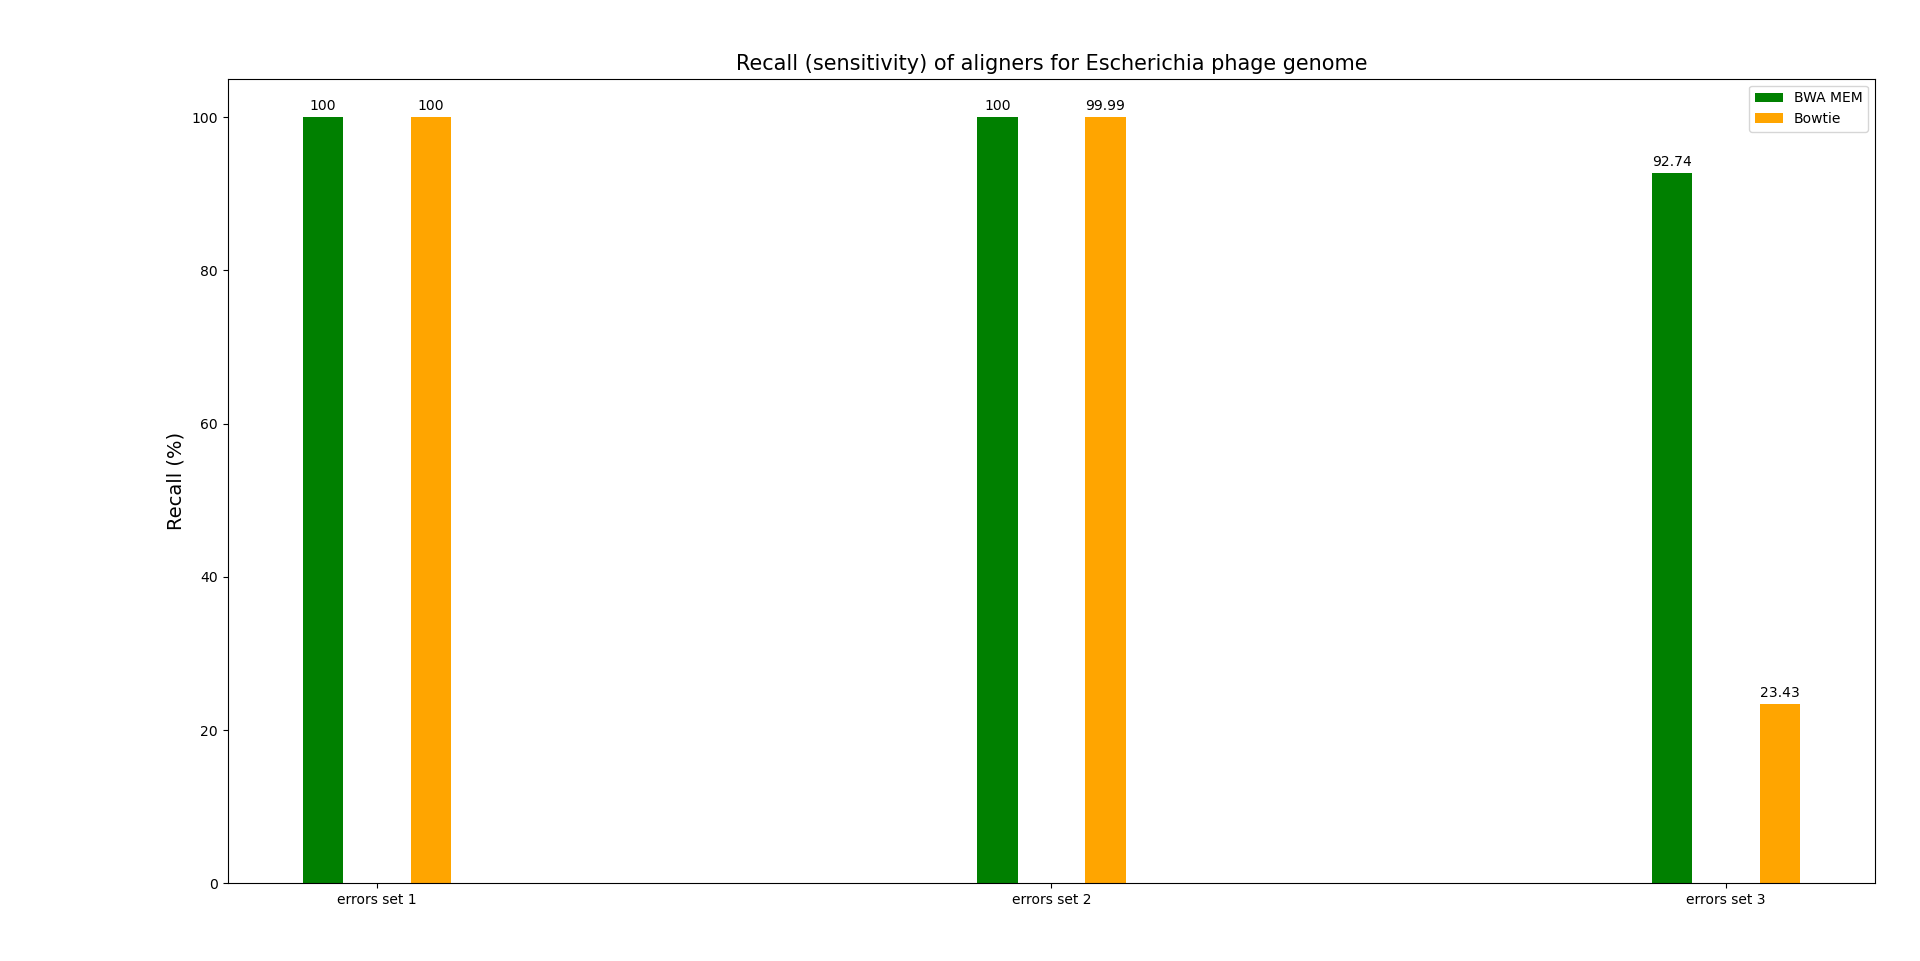 Recall (sensitivity) of aligners for Escherichia phage genome
BWA MEM
Bowtie
100
100
100
99.99
92.74
23.43
Recall (%)
100
80
60
40
20
0
errors set 1
errors set 2
errors set 3